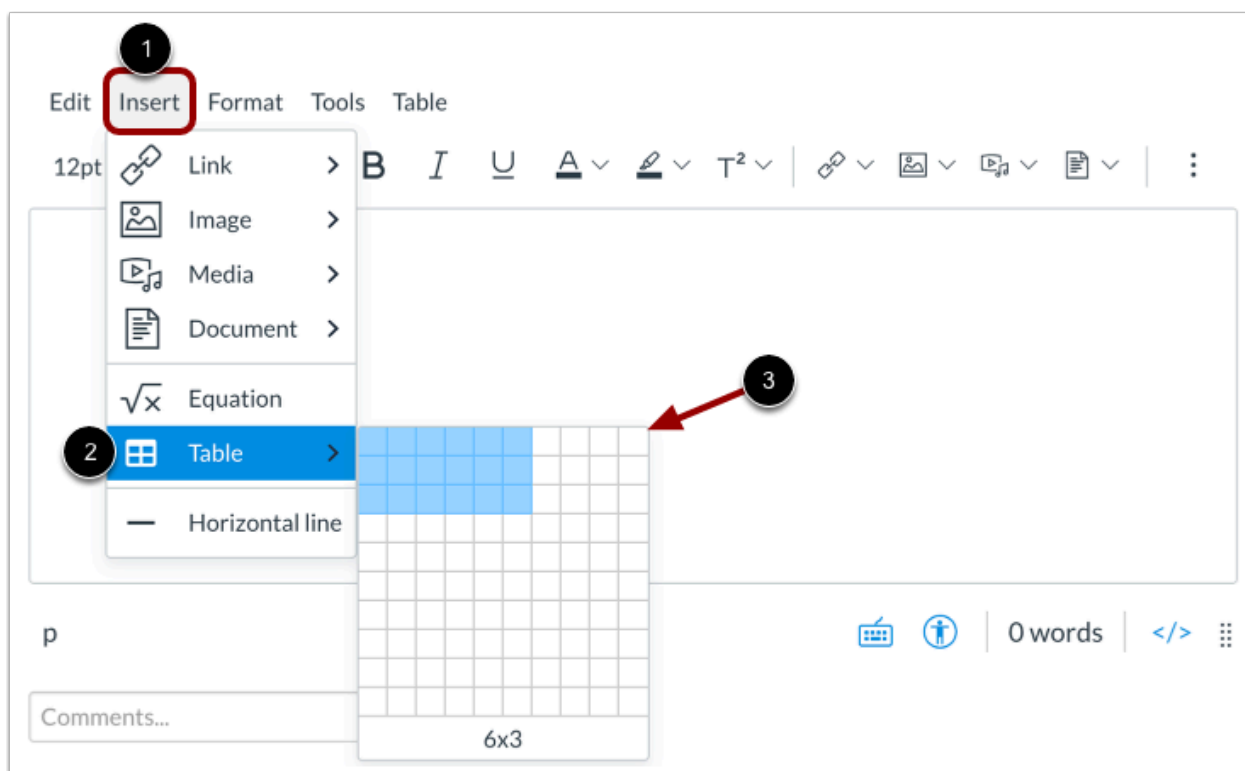 1
Edit Insert Format Tools Table
12pt B I U A T²
Link
Image
Media
Document
3
√x Equation
2 Table
Horizontal line
p 0 words </>
Comments...
6x3